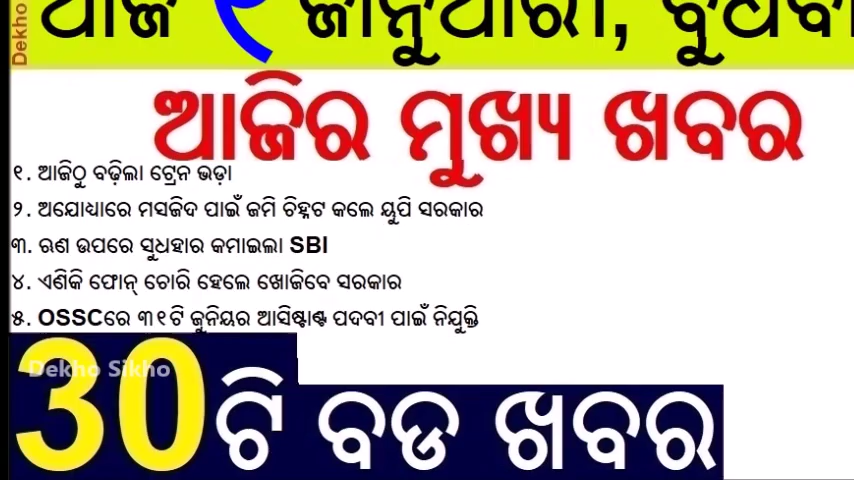 Dekho
ଆଜି ୧ ଜାନୁଆରୀ, ବୁଧବା
ଆଜିର ମୁଖ୍ୟ ଖବର
୧. ଆଜିଠୁ ବଢ଼ିଲା ଟ୍ରେନ ଭଡ଼ା
୨. ଅଯୋଧ୍ୟାରେ ମସଜିଦ ପାଇଁ ଜମି ଚିହ୍ନଟ କଲେ ୟୁପି ସରକାର
୩. ଋଣ ଉପରେ ସୁଧହାର କମାଇଲା SBI
୪. ଏଣିକି ଫୋନ୍ ଚୋରି ହେଲେ ଖୋଜିବେ ସରକାର
୫. OSSCରେ ୩୧ଟି ଜୁନିୟର ଆସିଷ୍ଟାଣ୍ଟ ପଦବୀ ପାଇଁ ନିଯୁକ୍ତି
Dekho Sikho
30ଟି ବଡ ଖବର